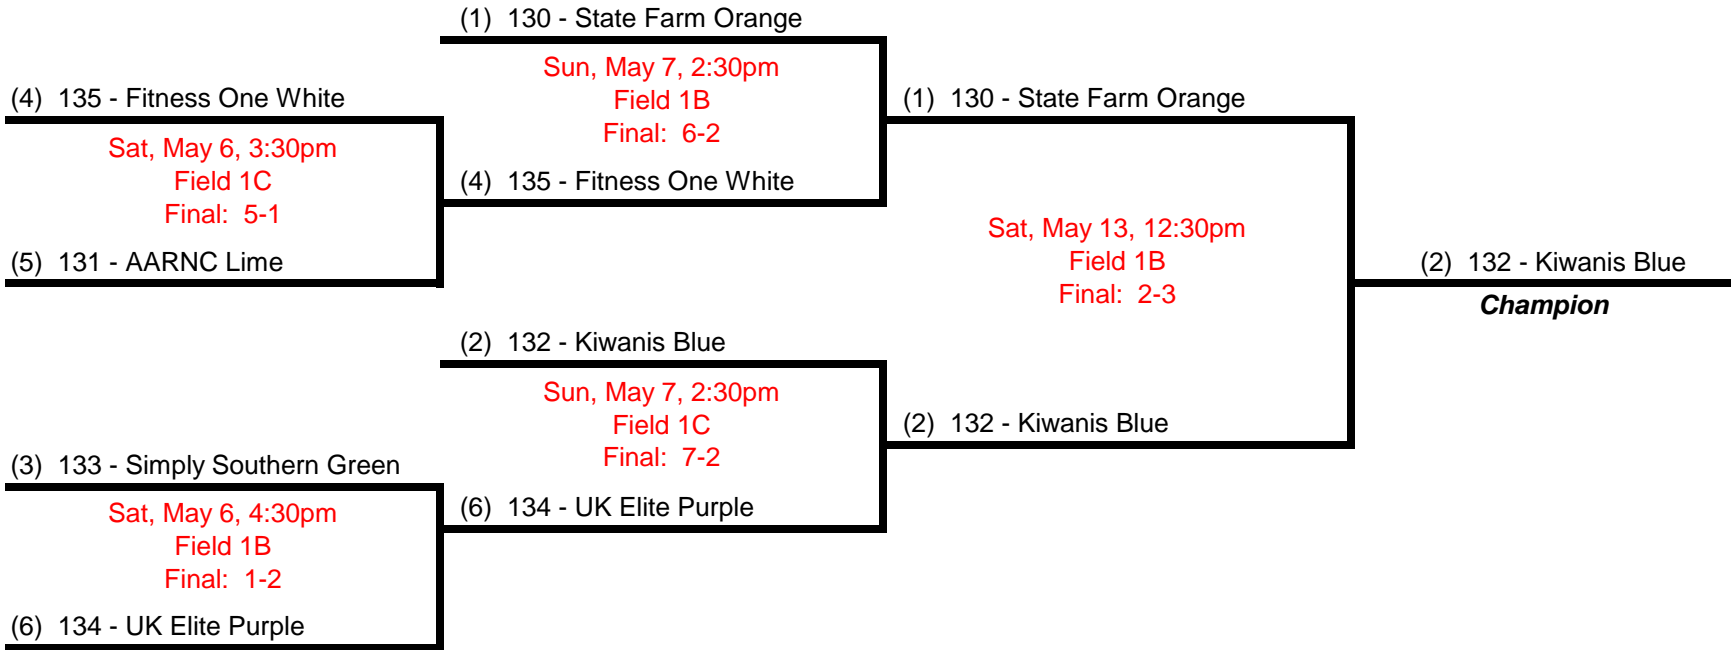 (1) 130 - State Farm Orange
Sun, May 7, 2:30pm
Field 1B
Final: 6-2
(4) 135 - Fitness One White
(1) 130 - State Farm Orange
Sat, May 6, 3:30pm
Field 1C
Final: 5-1
(4) 135 - Fitness One White
(5) 131 - AARNC Lime
Sat, May 13, 12:30pm
Field 1B
Final: 2-3
(2) 132 - Kiwanis Blue
Champion
(2) 132 - Kiwanis Blue
Sun, May 7, 2:30pm
Field 1C
Final: 7-2
(2) 132 - Kiwanis Blue
(3) 133 - Simply Southern Green
Sat, May 6, 4:30pm
Field 1B
Final: 1-2
(6) 134 - UK Elite Purple
(6) 134 - UK Elite Purple